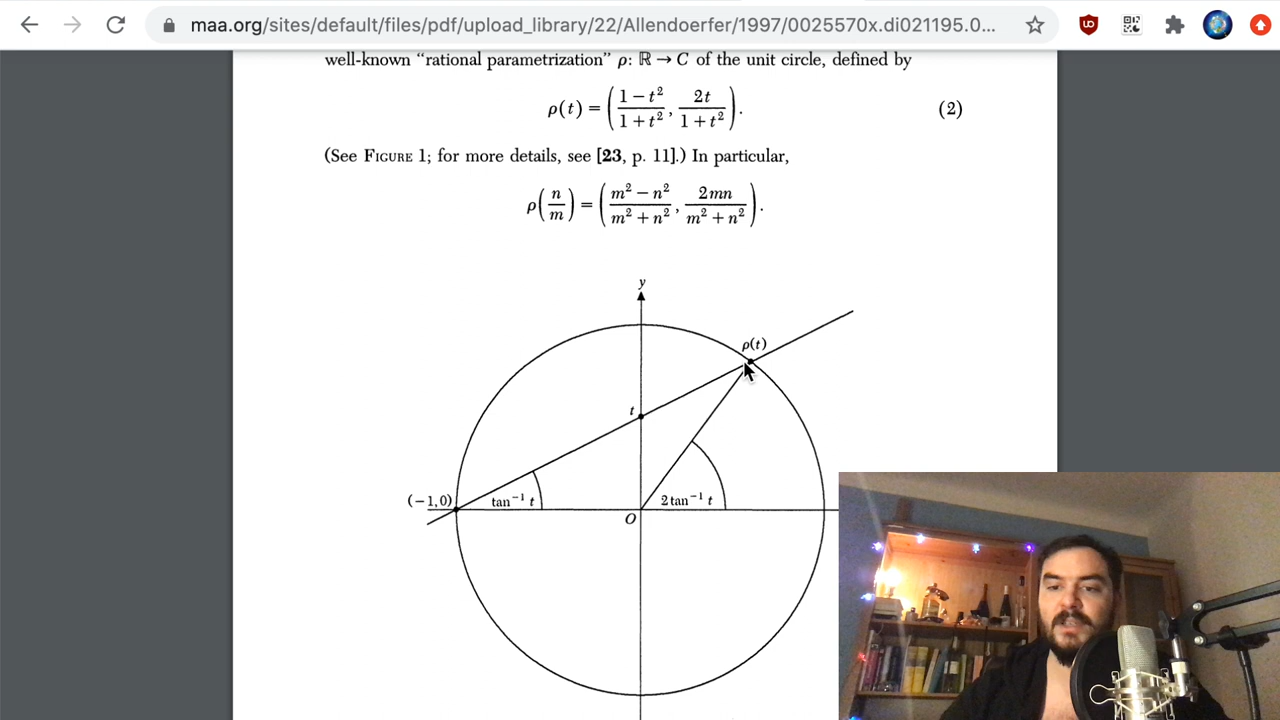 maa.org/sites/default/files/pdf/upload_library/22/Allendoerfer/1997/0025570x.di021195.0...
well-known “rational parametrization” ρ: ℝ → C of the unit circle, defined by
ρ(t) = ( (1 − t²)/(1 + t²), 2t/(1 + t²) ). (2)
(See FIGURE 1; for more details, see [23, p. 11].) In particular,
ρ(n/m) = ( (m² − n²)/(m² + n²), 2mn/(m² + n²) ).
y
ρ(t)
t
(−1,0)
tan⁻¹ t
2 tan⁻¹ t
O